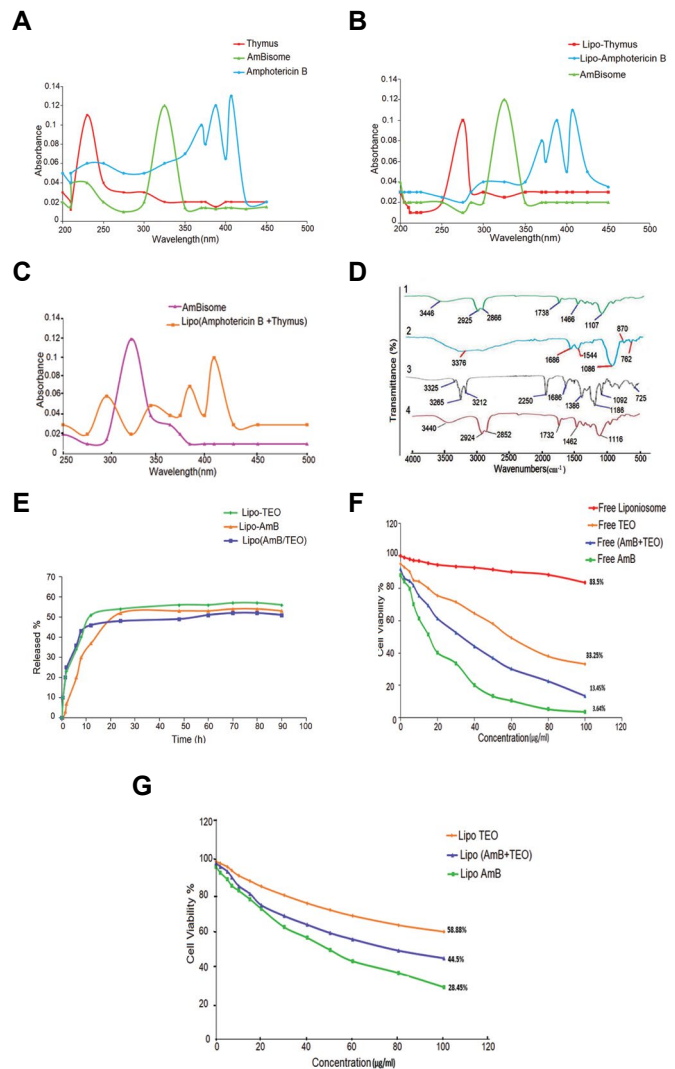 A
Thymus
AmBisome
Amphotericin B
0.14
0.12
0.1
0.08
0.06
0.04
0.02
0
Absorbance
200 250 300 350 400 450 500
Wavelength(nm)
B
Lipo-Thymus
Lipo-Amphotericin B
AmBisome
0.14
0.12
0.1
0.08
0.06
0.04
0.02
0
Absorbance
200 250 300 350 400 450 500
Wavelength(nm)
C
AmBisome
Lipo(Amphotericin B +Thymus)
0.14
0.12
0.1
0.08
0.06
0.04
0.02
0
Absorbance
250 300 350 400 450 500
Wavelength(nm)
D
Transmittance (%)
1
3446 2925 2866 1738 1466 1107
2
3376 1686 1544 1086 870 762
3
3325 3265 3212 2250 1686 1386 1186 1092 725
4
3440 2924 2852 1732 1462 1116
4000 3500 3000 2500 2000 1500 1000 500
Wavenumbers(cm-1)
E
Lipo-TEO
Lipo-AmB
Lipo(AmB/TEO)
70
60
50
40
30
20
10
0
Released %
0 10 20 30 40 50 60 70 80 90 100
Time (h)
F
Free Liponiosome
Free TEO
Free (AmB+TEO)
Free AmB
120
100
80
60
40
20
0
Cell Viability %
83.5%
33.23%
13.45%
3.64%
0 20 40 60 80 100 120
Concentration(µg/ml)
G
Lipo TEO
Lipo (AmB+TEO)
Lipo AmB
120
100
80
60
40
20
0
Cell Viability %
58.88%
44.5%
28.45%
0 20 40 60 80 100 120
Concentration(µg/ml)